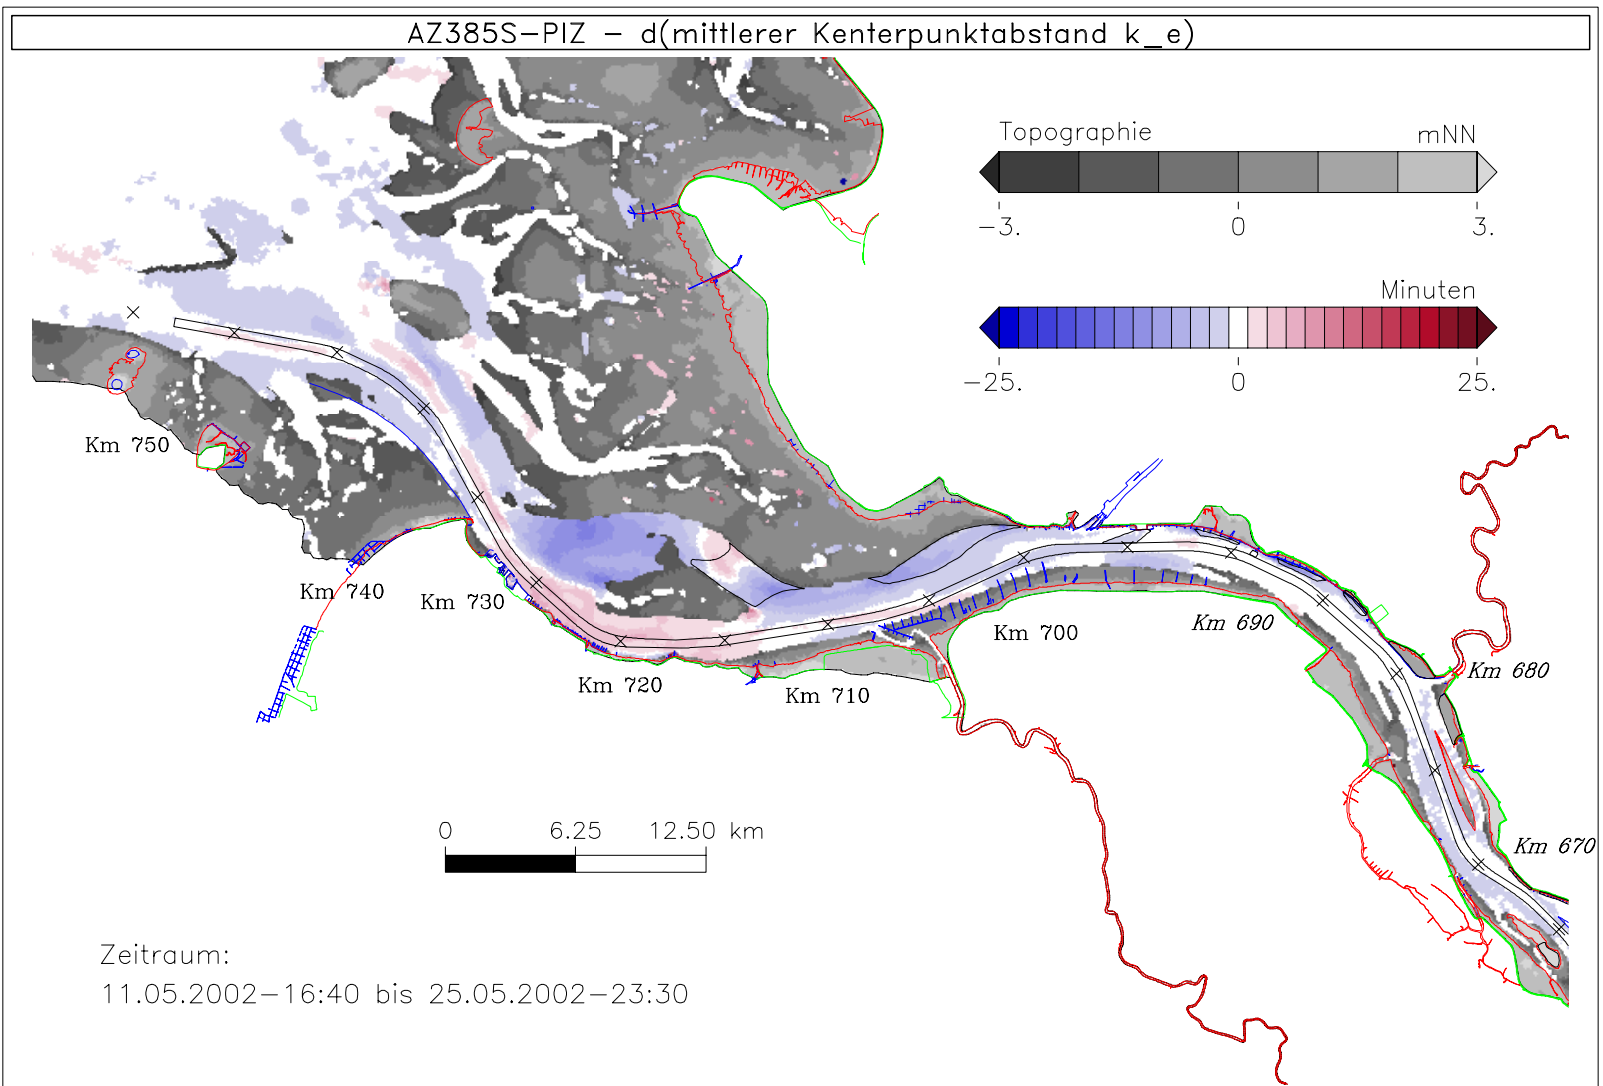 AZ385S-PIZ - d(mittlerer Kenterpunktabstand k_e)
Topographie mNN
-3. 0 3.
Minuten
-25. 0 25.
Km 750
Km 740
Km 730
Km 720
Km 710
Km 700
Km 690
Km 680
Km 670
0 6.25 12.50 km
Zeitraum:
11.05.2002-16:40 bis 25.05.2002-23:30